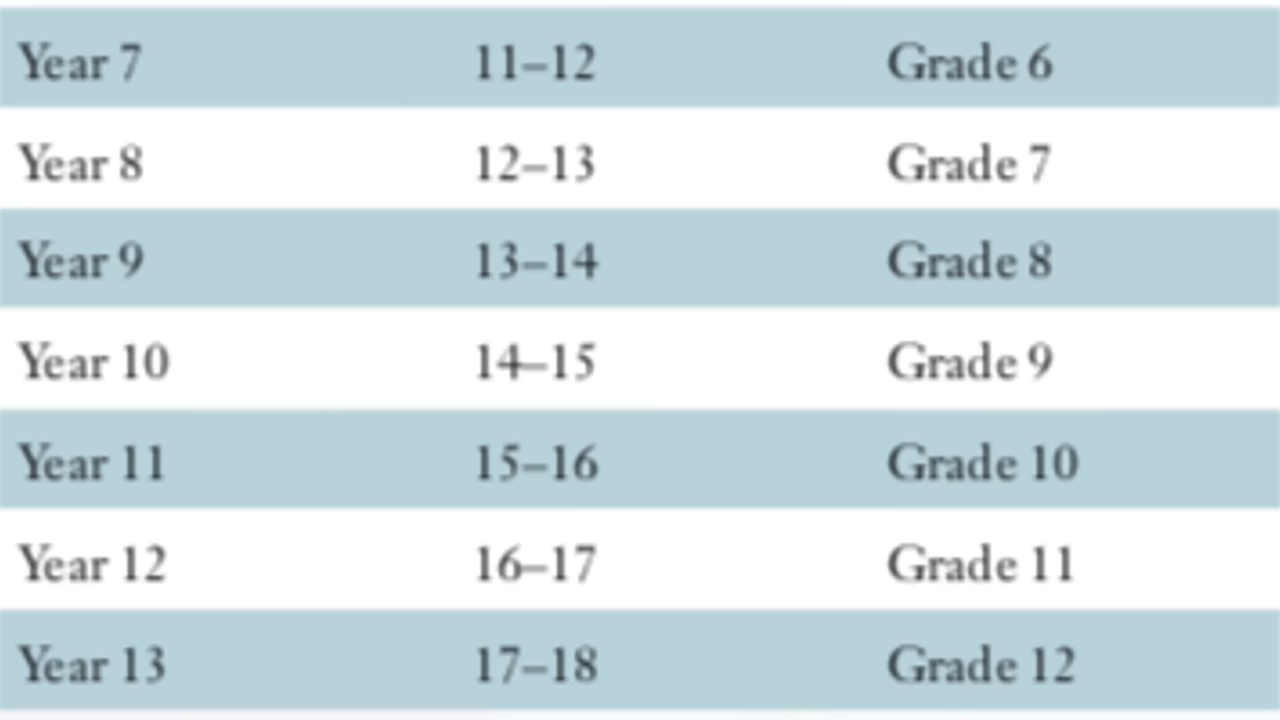 Year 7 11–12 Grade 6
Year 8 12–13 Grade 7
Year 9 13–14 Grade 8
Year 10 14–15 Grade 9
Year 11 15–16 Grade 10
Year 12 16–17 Grade 11
Year 13 17–18 Grade 12